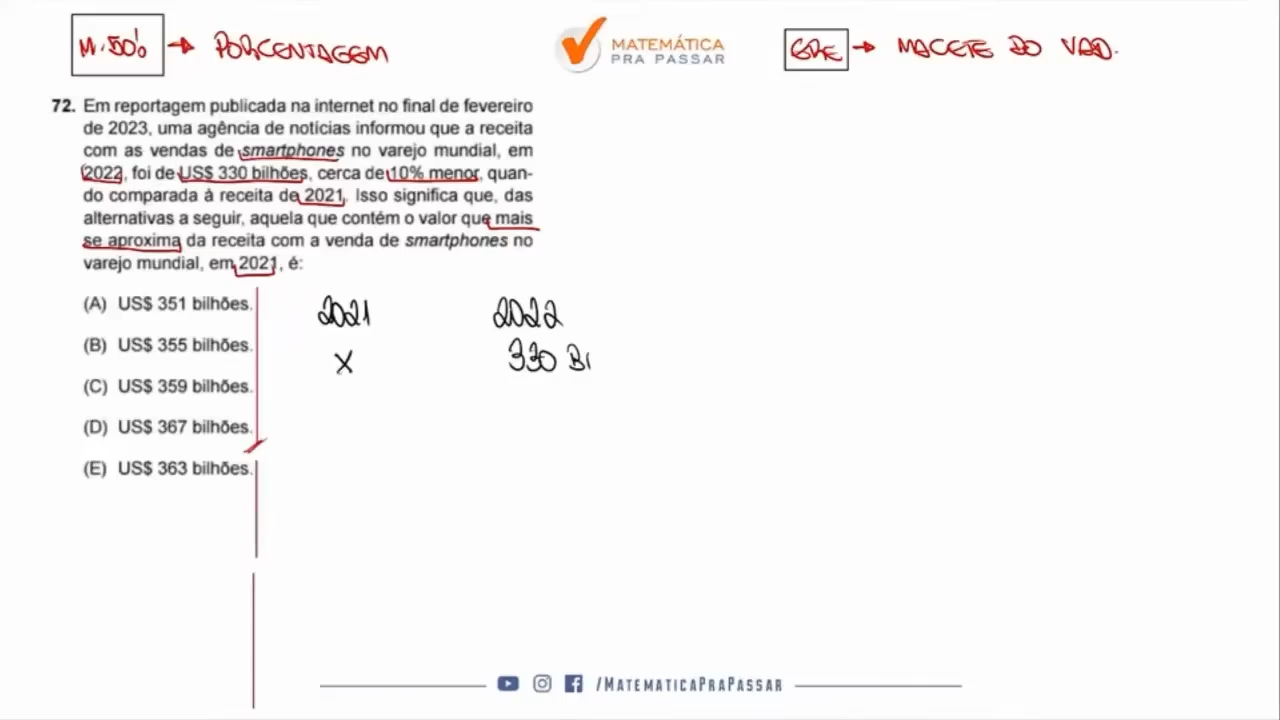 M.50% → PORCENTAGEM
MATEMÁTICA
PRA PASSAR
GRE → MACETE DO VAD.
72. Em reportagem publicada na internet no final de fevereiro
de 2023, uma agência de notícias informou que a receita
com as vendas de smartphones no varejo mundial, em
2022, foi de US$ 330 bilhões, cerca de 10% menor, quan-
do comparada à receita de 2021. Isso significa que, das
alternativas a seguir, aquela que contém o valor que mais
se aproxima da receita com a venda de smartphones no
varejo mundial, em 2021, é:
(A) US$ 351 bilhões.
(B) US$ 355 bilhões.
(C) US$ 359 bilhões.
(D) US$ 367 bilhões.
(E) US$ 363 bilhões.
2021 2022
X 330 BI
/MATEMATICAPRAPASSAR